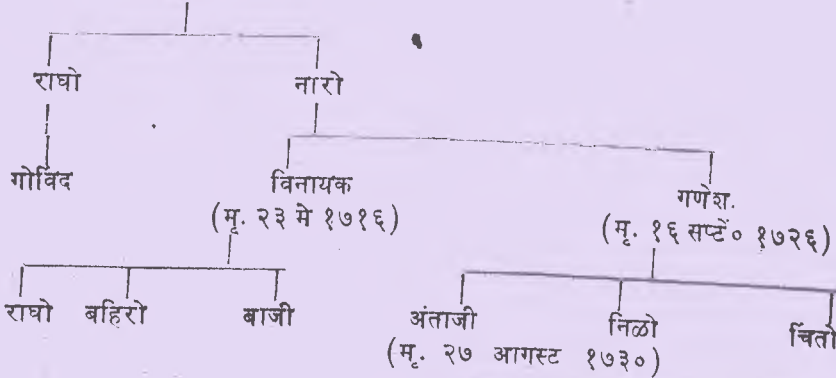 राघो नारो
गोविंद विनायक गणेश.
(मृ. २३ मे १७१६) (मृ. १६ सप्टें० १७२६)
राघो बहिरो बाजी अंताजी निळो चिंतो
(मृ. २७ आगस्ट १७३०)